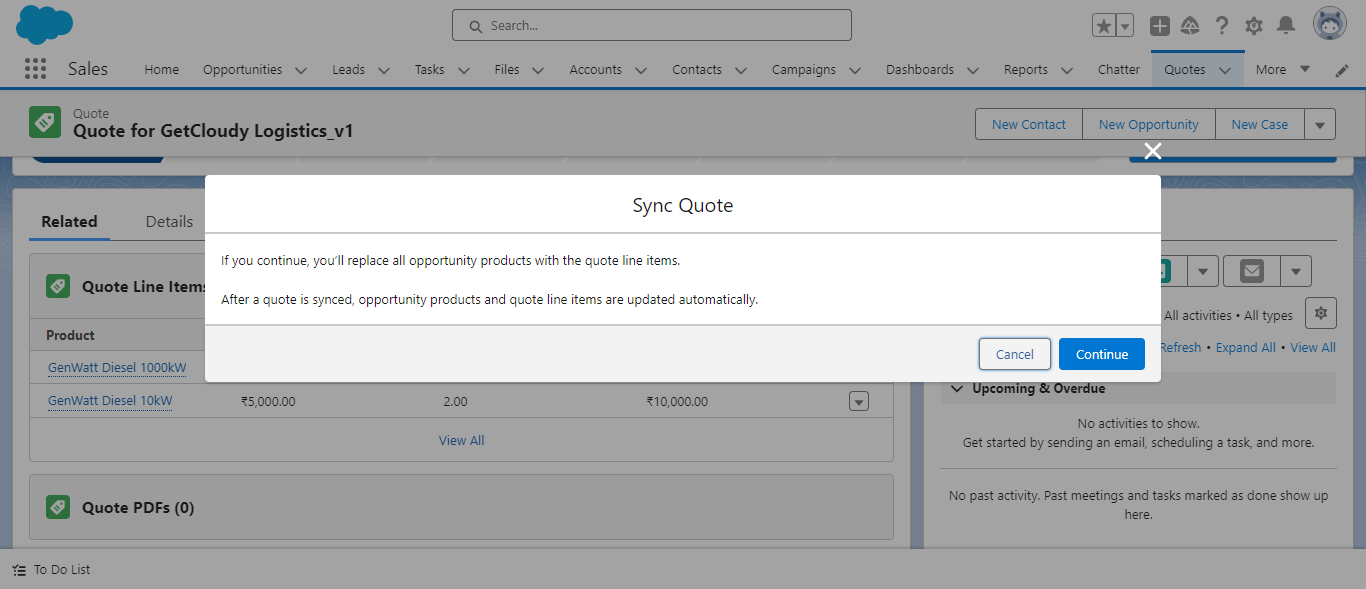 Search...
Sales
Home
Opportunities
Leads
Tasks
Files
Accounts
Contacts
Campaigns
Dashboards
Reports
Chatter
Quotes
More
Quote
Quote for GetCloudy Logistics_v1
New Contact
New Opportunity
New Case
Sync Quote
If you continue, you’ll replace all opportunity products with the quote line items.
After a quote is synced, opportunity products and quote line items are updated automatically.
Cancel
Continue
Related
Details
Quote Line Items
Product
GenWatt Diesel 1000kW
GenWatt Diesel 10kW
₹5,000.00
2.00
₹10,000.00
View All
Quote PDFs (0)
All activities • All types
Refresh • Expand All • View All
Upcoming & Overdue
No activities to show.
Get started by sending an email, scheduling a task, and more.
No past activity. Past meetings and tasks marked as done show up
here.
To Do List